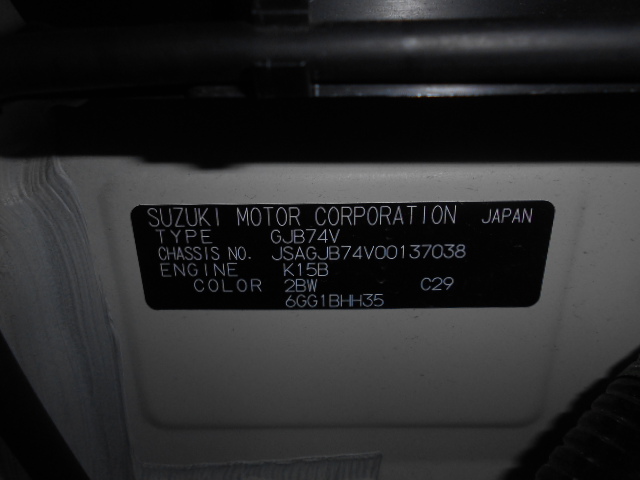 SUZUKI MOTOR CORPORATION JAPAN
TYPE GJB74V
CHASSIS NO. JSAGJB74V00137038
ENGINE K15B
COLOR 2BW C29
6GG1BHH35